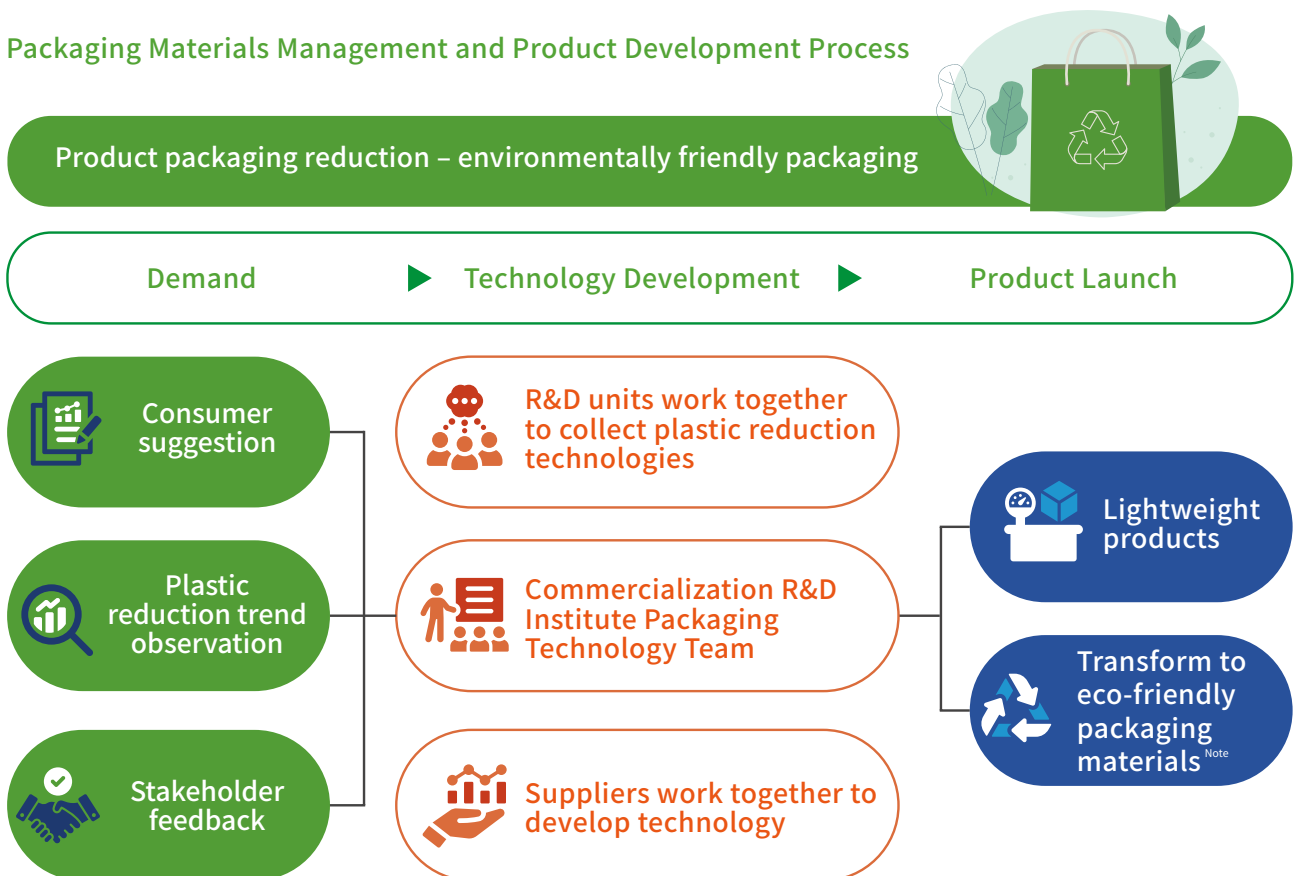 Packaging Materials Management and Product Development Process
Product packaging reduction – environmentally friendly packaging
Demand
Technology Development
Product Launch
Consumer
suggestion
Plastic
reduction trend
observation
Stakeholder
feedback
R&D units work together
to collect plastic reduction
technologies
Commercialization R&D
Institute Packaging
Technology Team
Suppliers work together to
develop technology
Lightweight
products
Transform to
eco-friendly
packaging
materials Note